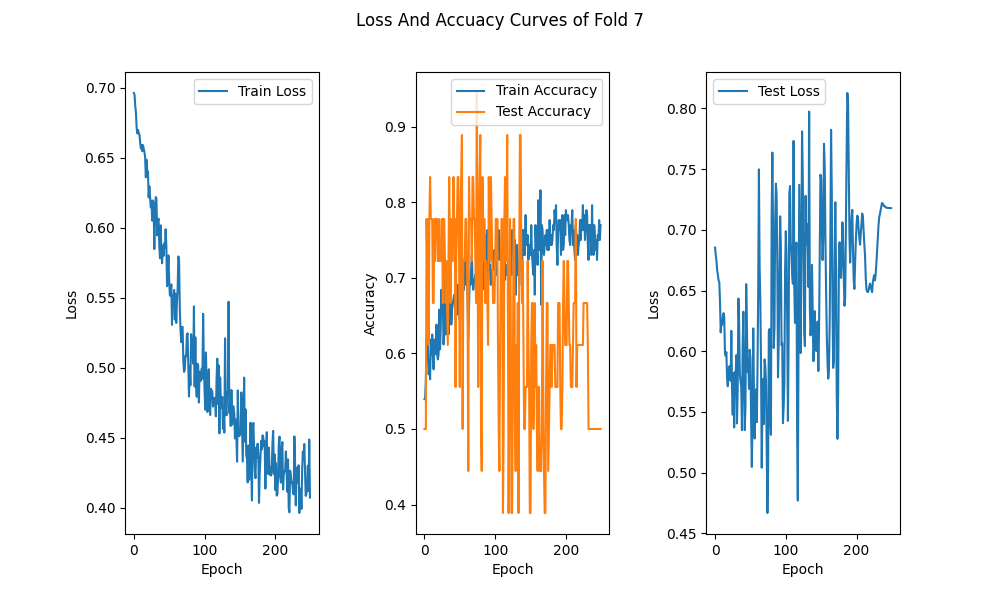 Loss And Accuacy Curves of Fold 7
Train Loss
0.70
0.65
0.60
0.55
0.50
0.45
0.40
Loss
0
100
200
Epoch
Train Accuracy
Test Accuracy
0.9
0.8
0.7
0.6
0.5
0.4
Accuracy
0
100
200
Epoch
Test Loss
0.80
0.75
0.70
0.65
0.60
0.55
0.50
0.45
Loss
0
100
200
Epoch